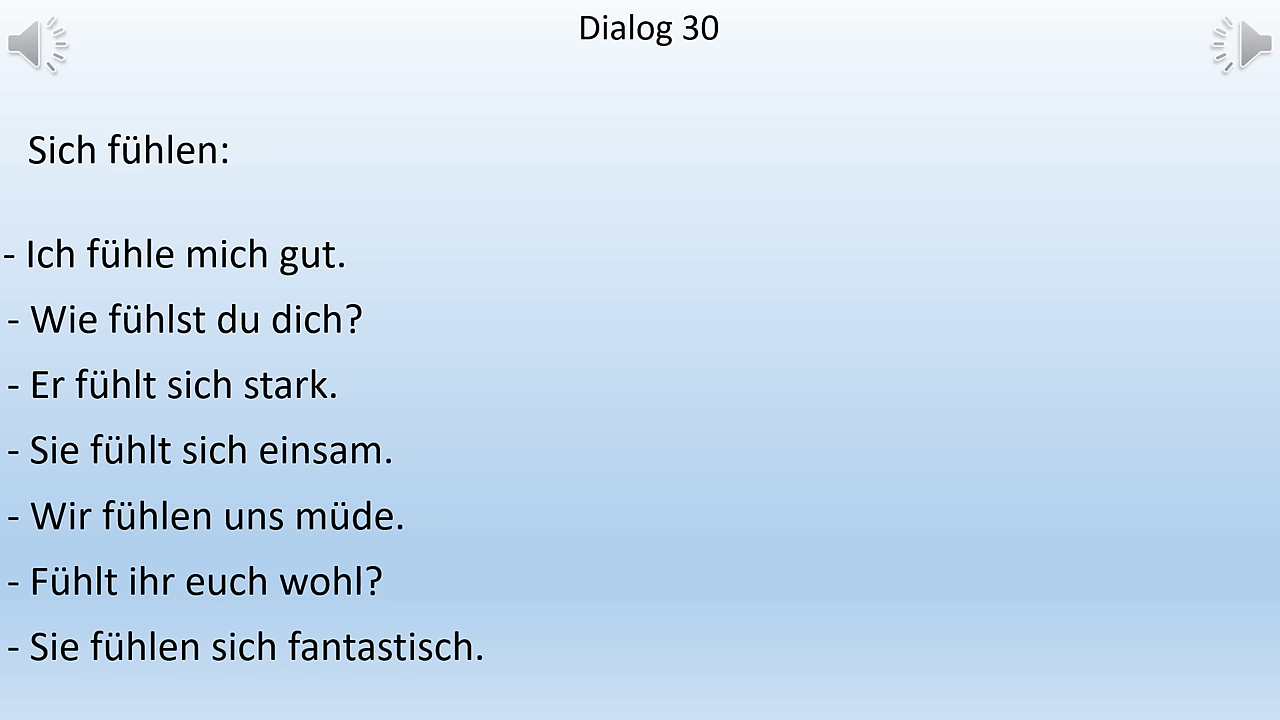 Dialog 30
Sich fühlen:
- Ich fühle mich gut.
- Wie fühlst du dich?
- Er fühlt sich stark.
- Sie fühlt sich einsam.
- Wir fühlen uns müde.
- Fühlt ihr euch wohl?
- Sie fühlen sich fantastisch.